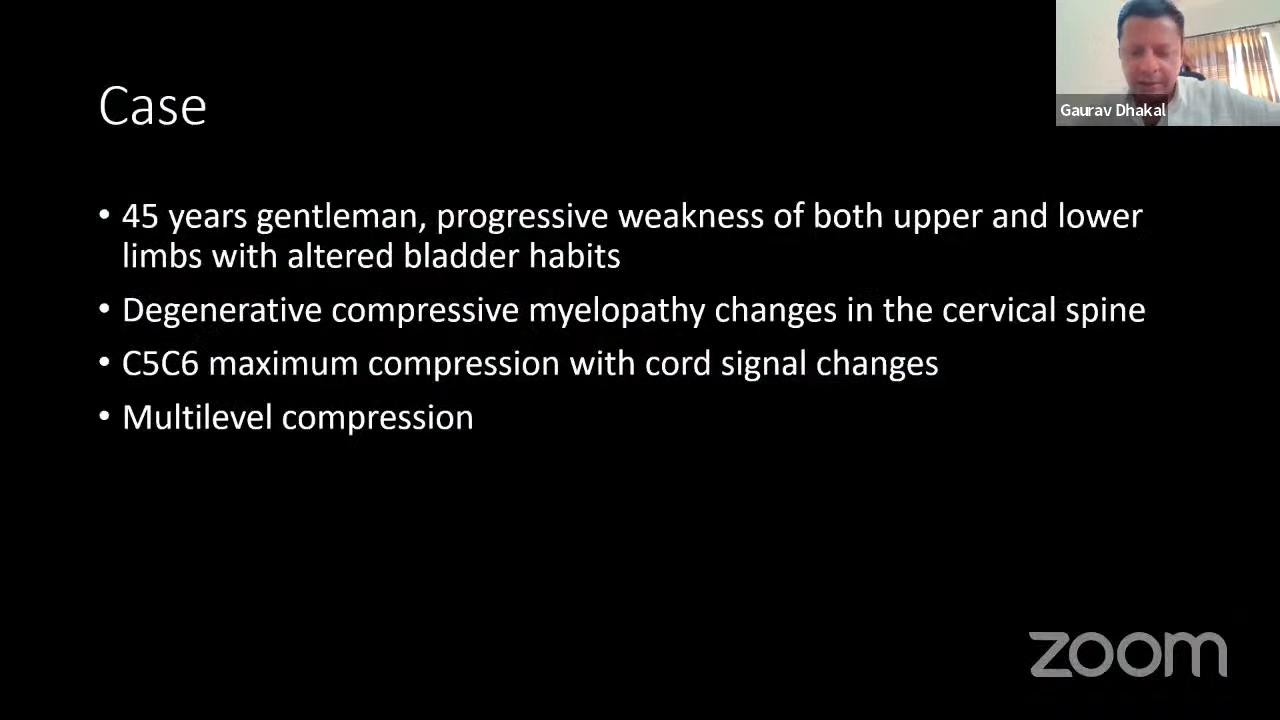 Case
• 45 years gentleman, progressive weakness of both upper and lower
limbs with altered bladder habits
• Degenerative compressive myelopathy changes in the cervical spine
• C5C6 maximum compression with cord signal changes
• Multilevel compression
Gaurav Dhakal
zoom